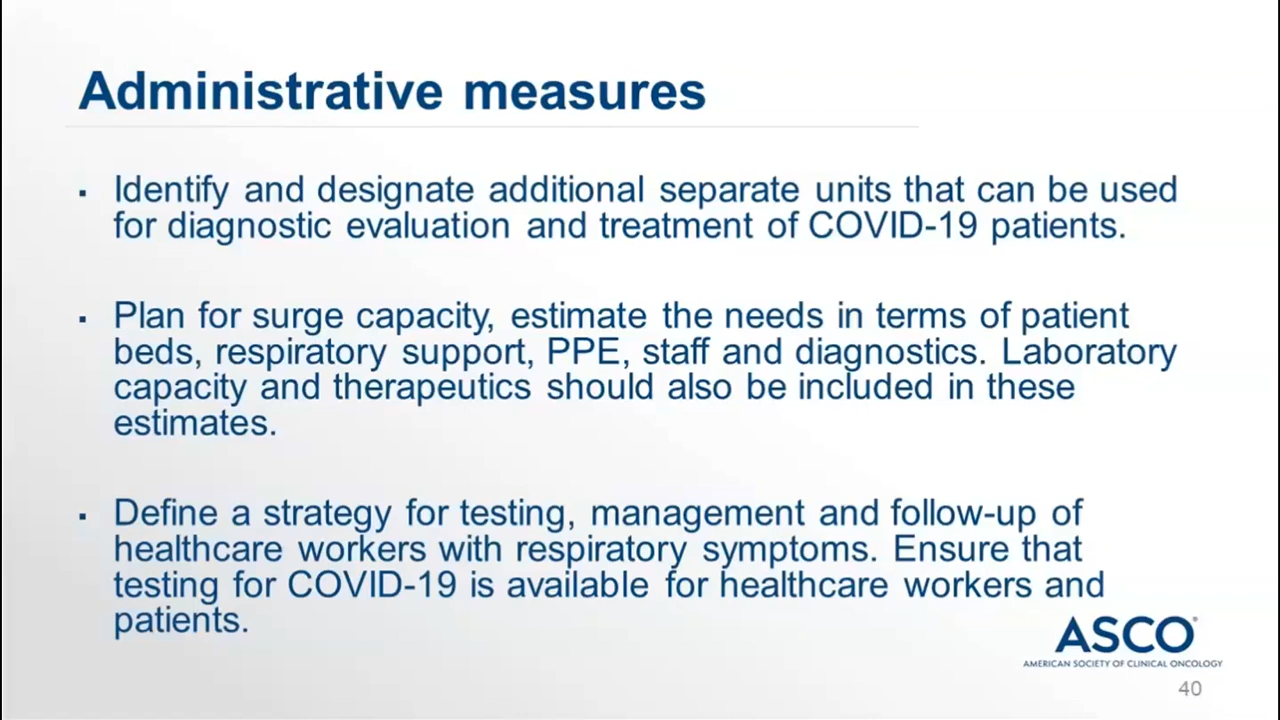 Administrative measures
▪ Identify and designate additional separate units that can be used
for diagnostic evaluation and treatment of COVID-19 patients.
▪ Plan for surge capacity, estimate the needs in terms of patient
beds, respiratory support, PPE, staff and diagnostics. Laboratory
capacity and therapeutics should also be included in these
estimates.
▪ Define a strategy for testing, management and follow-up of
healthcare workers with respiratory symptoms. Ensure that
testing for COVID-19 is available for healthcare workers and
patients.
ASCO®
AMERICAN SOCIETY OF CLINICAL ONCOLOGY
40